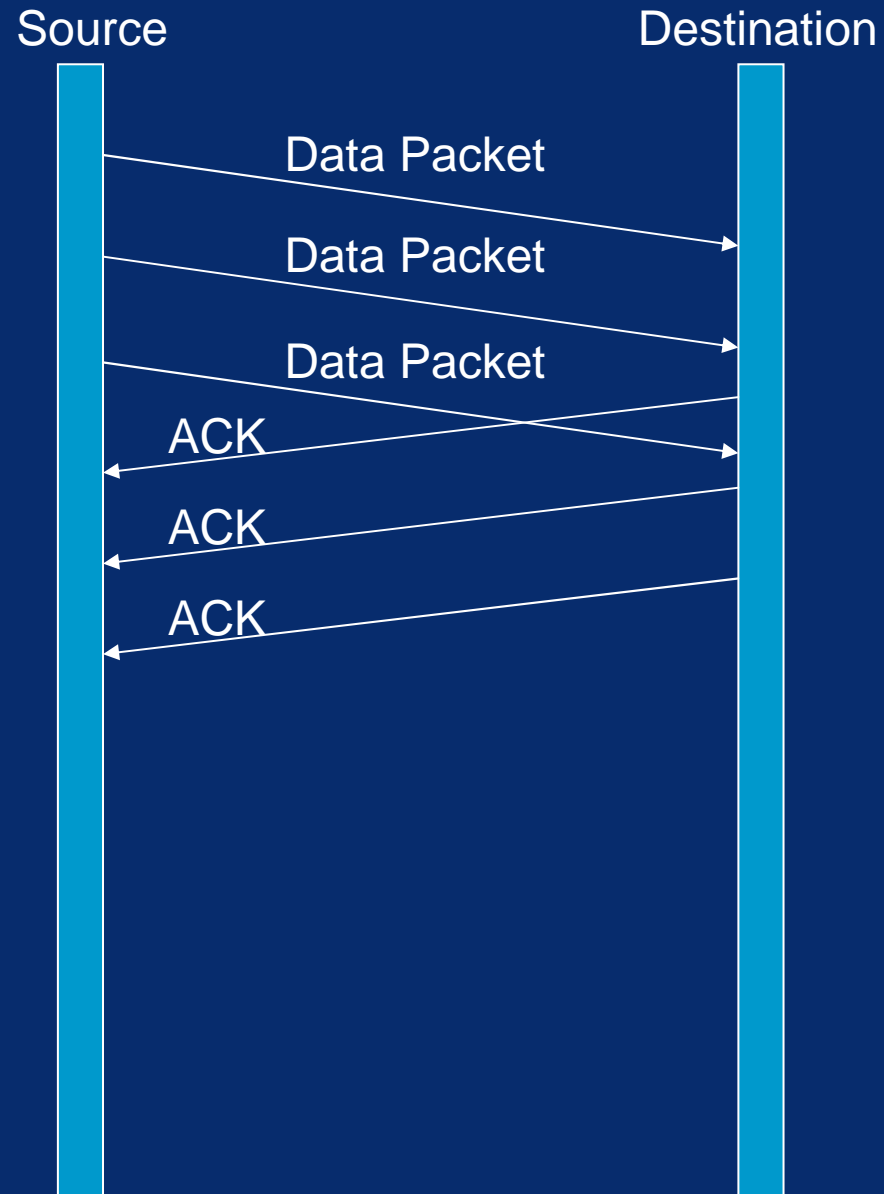 Source
Destination
Data Packet
Data Packet
Data Packet
ACK
ACK
ACK